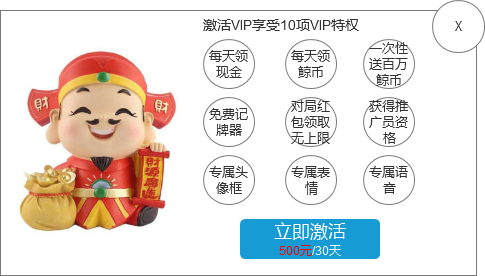 激活VIP享受10项VIP特权
X
每天领
现金
每天领
鲸币
一次性
送百万
鲸币
免费记
牌器
对局红
包领取
无上限
获得推
广员资
格
专属头
像框
专属表
情
专属语
音
立即激活
500元/30天
財
財